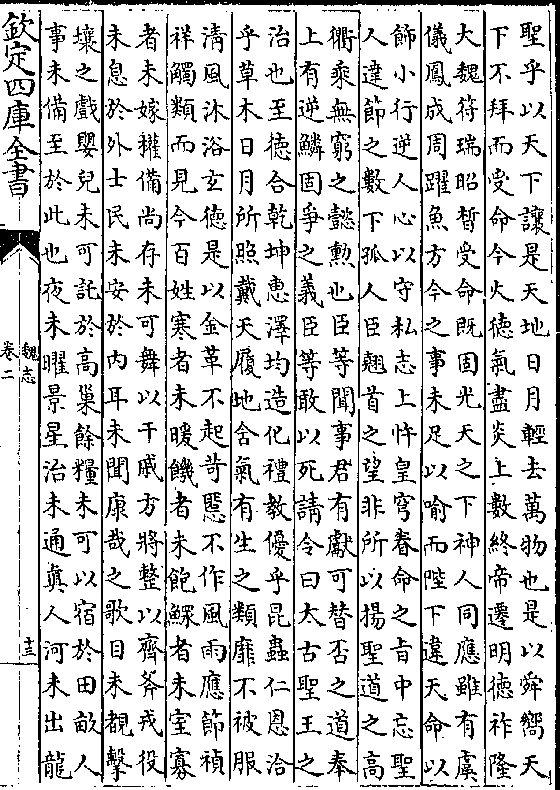 聖乎以天下讓是天地日月輕去萬物也是以舜嚮天
下不拜而受命今火徳氣盡炎上數終帝遷明德祚隆
大魏符瑞昭晳受命既固光天之下神人同應雖有虞
儀鳳成周躍魚方今之事未足以喻而陛下違天命以
飾小行逆人心以守私志上忤皇穹眷命之旨中忘聖
人達節之數下孤人臣翹首之望非所以揚聖道之高
衢乗無窮之懿勲也臣等聞事君有獻可替否之道奉
上有逆鱗固爭之義臣等敢以死請令曰太古聖王之
治也至徳合乾坤惠澤均造化禮教優乎昆蟲仁恩洽
乎草木日月所照戴天履地含氣有生之類靡不被服
清風沐浴玄徳是以金革不起苛慝不作風雨應節禎
祥觸類而見今百姓寒者未暖饑者未飽鰥者未室寡
者未嫁權備尚存未可舞以干戚方將整以齊斧戎役
未息於外士民未安於内耳未聞康哉之歌目未覩擊
壤之戲嬰兒未可託於高巢餘糧未可以宿於田畝人
事未備至於此也夜未曜景星治未通真人河未出龍
欽定四庫全書
魏志
卷二
十三